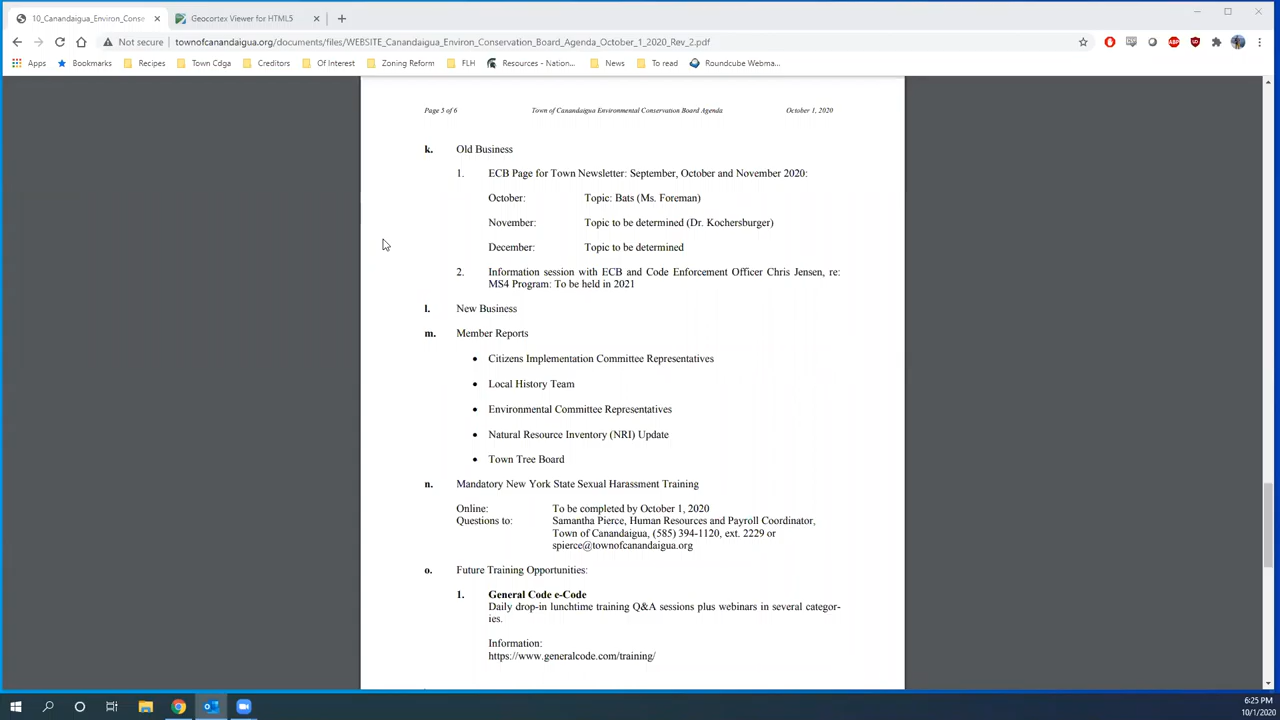 10_Canandaigua_Environ_Conse
Geocortex Viewer for HTML5
Not secure
townofcanandaigua.org/documents/files/WEBSITE_Canandaigua_Environ_Conservation_Board_Agenda_October_1_2020_Rev_2.pdf
Apps Bookmarks Recipes Town Cdga Creditors Of Interest Zoning Reform FLH Resources - Nation... News To read Roundcube Webma...
Page 5 of 6 Town of Canandaigua Environmental Conservation Board Agenda October 1, 2020
k. Old Business
1. ECB Page for Town Newsletter: September, October and November 2020:
October: Topic: Bats (Ms. Foreman)
November: Topic to be determined (Dr. Kochersburger)
December: Topic to be determined
2. Information session with ECB and Code Enforcement Officer Chris Jensen, re:
MS4 Program: To be held in 2021
l. New Business
m. Member Reports
• Citizens Implementation Committee Representatives
• Local History Team
• Environmental Committee Representatives
• Natural Resource Inventory (NRI) Update
• Town Tree Board
n. Mandatory New York State Sexual Harassment Training
Online: To be completed by October 1, 2020
Questions to: Samantha Pierce, Human Resources and Payroll Coordinator,
Town of Canandaigua, (585) 394-1120, ext. 2229 or
spierce@townofcanandaigua.org
o. Future Training Opportunities:
1. General Code e-Code
Daily drop-in lunchtime training Q&A sessions plus webinars in several categor-
ies.
Information:
https://www.generalcode.com/training/
6:25 PM
10/1/2020